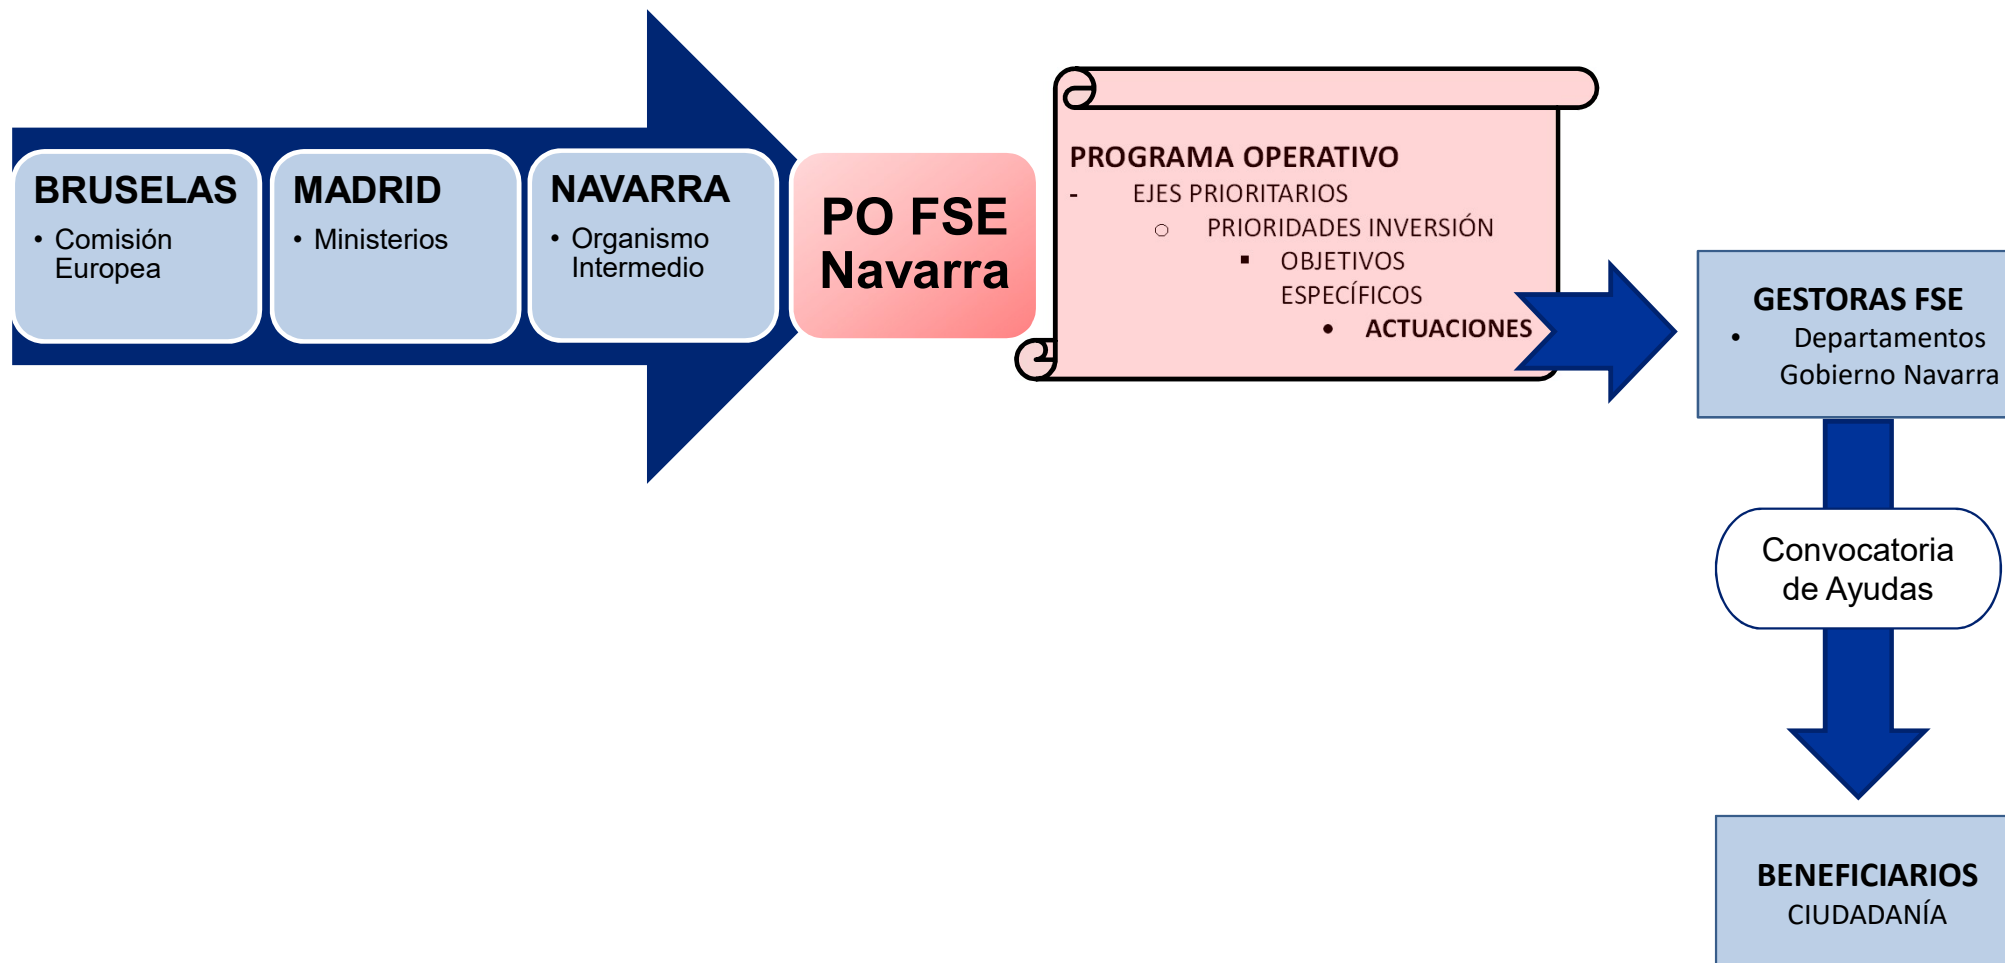 BRUSELAS
• Comisión
Europea
MADRID
• Ministerios
NAVARRA
• Organismo
Intermedio
PO FSE
Navarra
PROGRAMA OPERATIVO
- EJES PRIORITARIOS
○ PRIORIDADES INVERSIÓN
▪ OBJETIVOS
ESPECÍFICOS
• ACTUACIONES
GESTORAS FSE
• Departamentos
Gobierno Navarra
Convocatoria
de Ayudas
BENEFICIARIOS
CIUDADANÍA